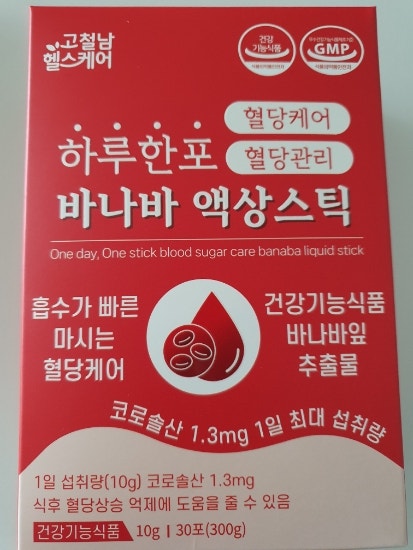 고철남
헬스케어
건강
기능식품
GMP
하루한포
혈당케어
혈당관리
바나바 액상스틱
One day, One stick blood sugar care banaba liquid stick
흡수가 빠른
마시는
혈당케어
건강기능식품
바나바잎
추출물
코로솔산 1.3mg 1일 최대 섭취량
1일 섭취량(10g) 코로솔산 1.3mg
식후 혈당상승 억제에 도움을 줄 수 있음
건강기능식품 10g | 30포(300g)